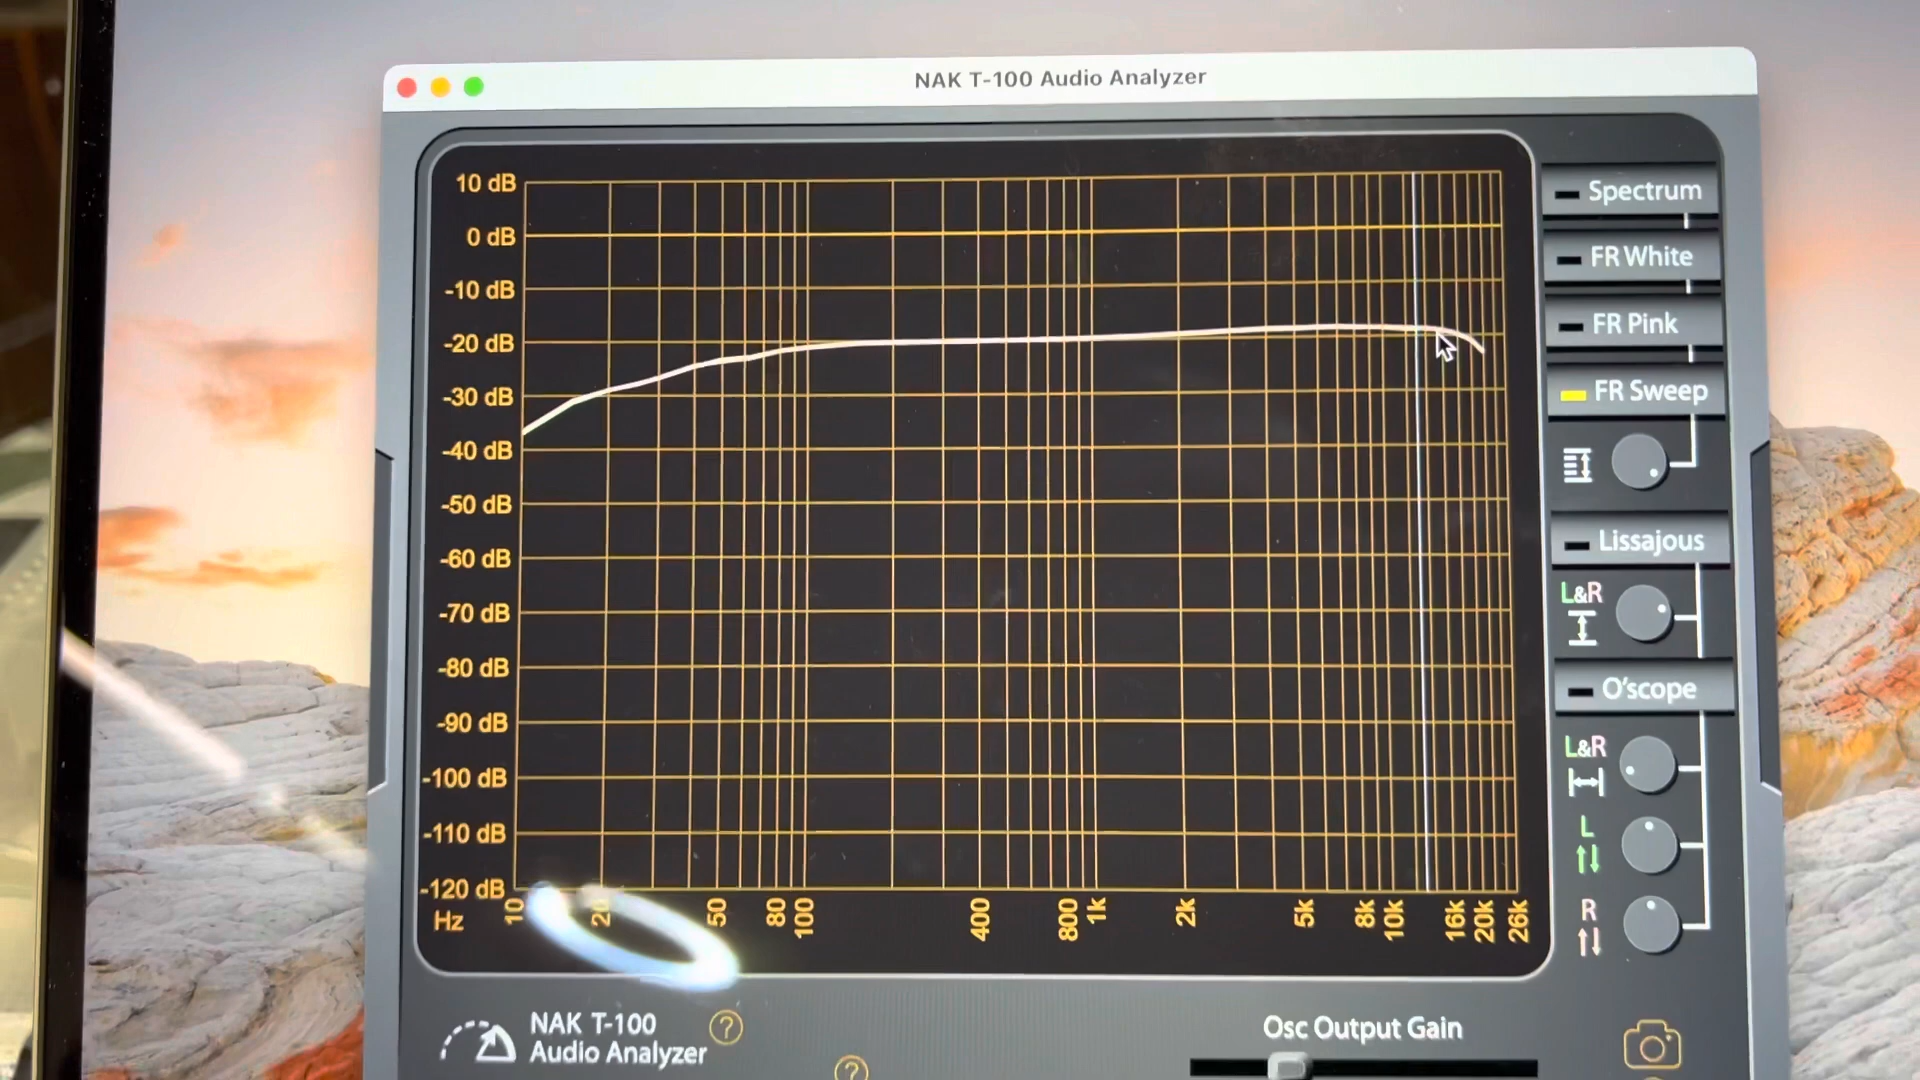 NAK T-100 Audio Analyzer
10 dB
0 dB
-10 dB
-20 dB
-30 dB
-40 dB
-50 dB
-60 dB
-70 dB
-80 dB
-90 dB
-100 dB
-110 dB
-120 dB
Hz
10
20
50
80
100
400
800
1k
2k
5k
8k
10k
16k
20k
26k
Spectrum
FR White
FR Pink
FR Sweep
Lissajous
L&R
O'scope
L&R
L
R
NAK T-100
Audio Analyzer
?
?
Osc Output Gain